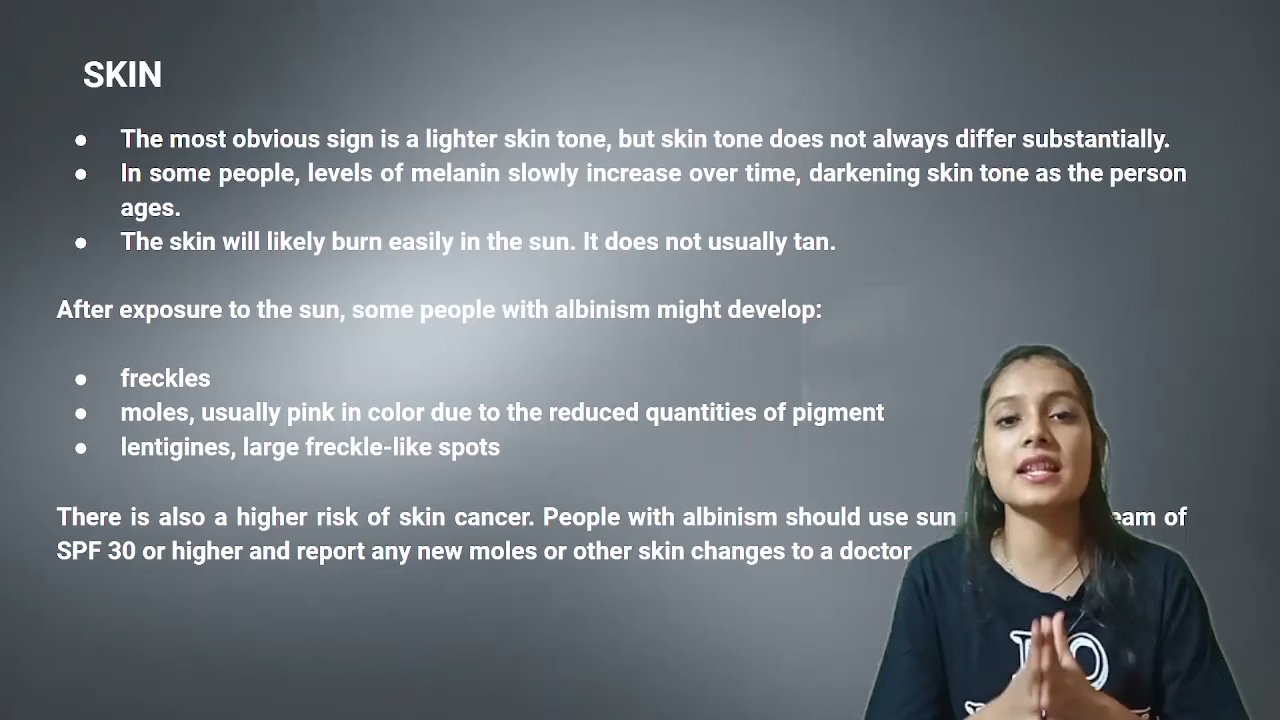 SKIN
● The most obvious sign is a lighter skin tone, but skin tone does not always differ substantially.
● In some people, levels of melanin slowly increase over time, darkening skin tone as the person
ages.
● The skin will likely burn easily in the sun. It does not usually tan.
After exposure to the sun, some people with albinism might develop:
● freckles
● moles, usually pink in color due to the reduced quantities of pigment
● lentigines, large freckle-like spots
There is also a higher risk of skin cancer. People with albinism should use sun eam of
SPF 30 or higher and report any new moles or other skin changes to a doctor